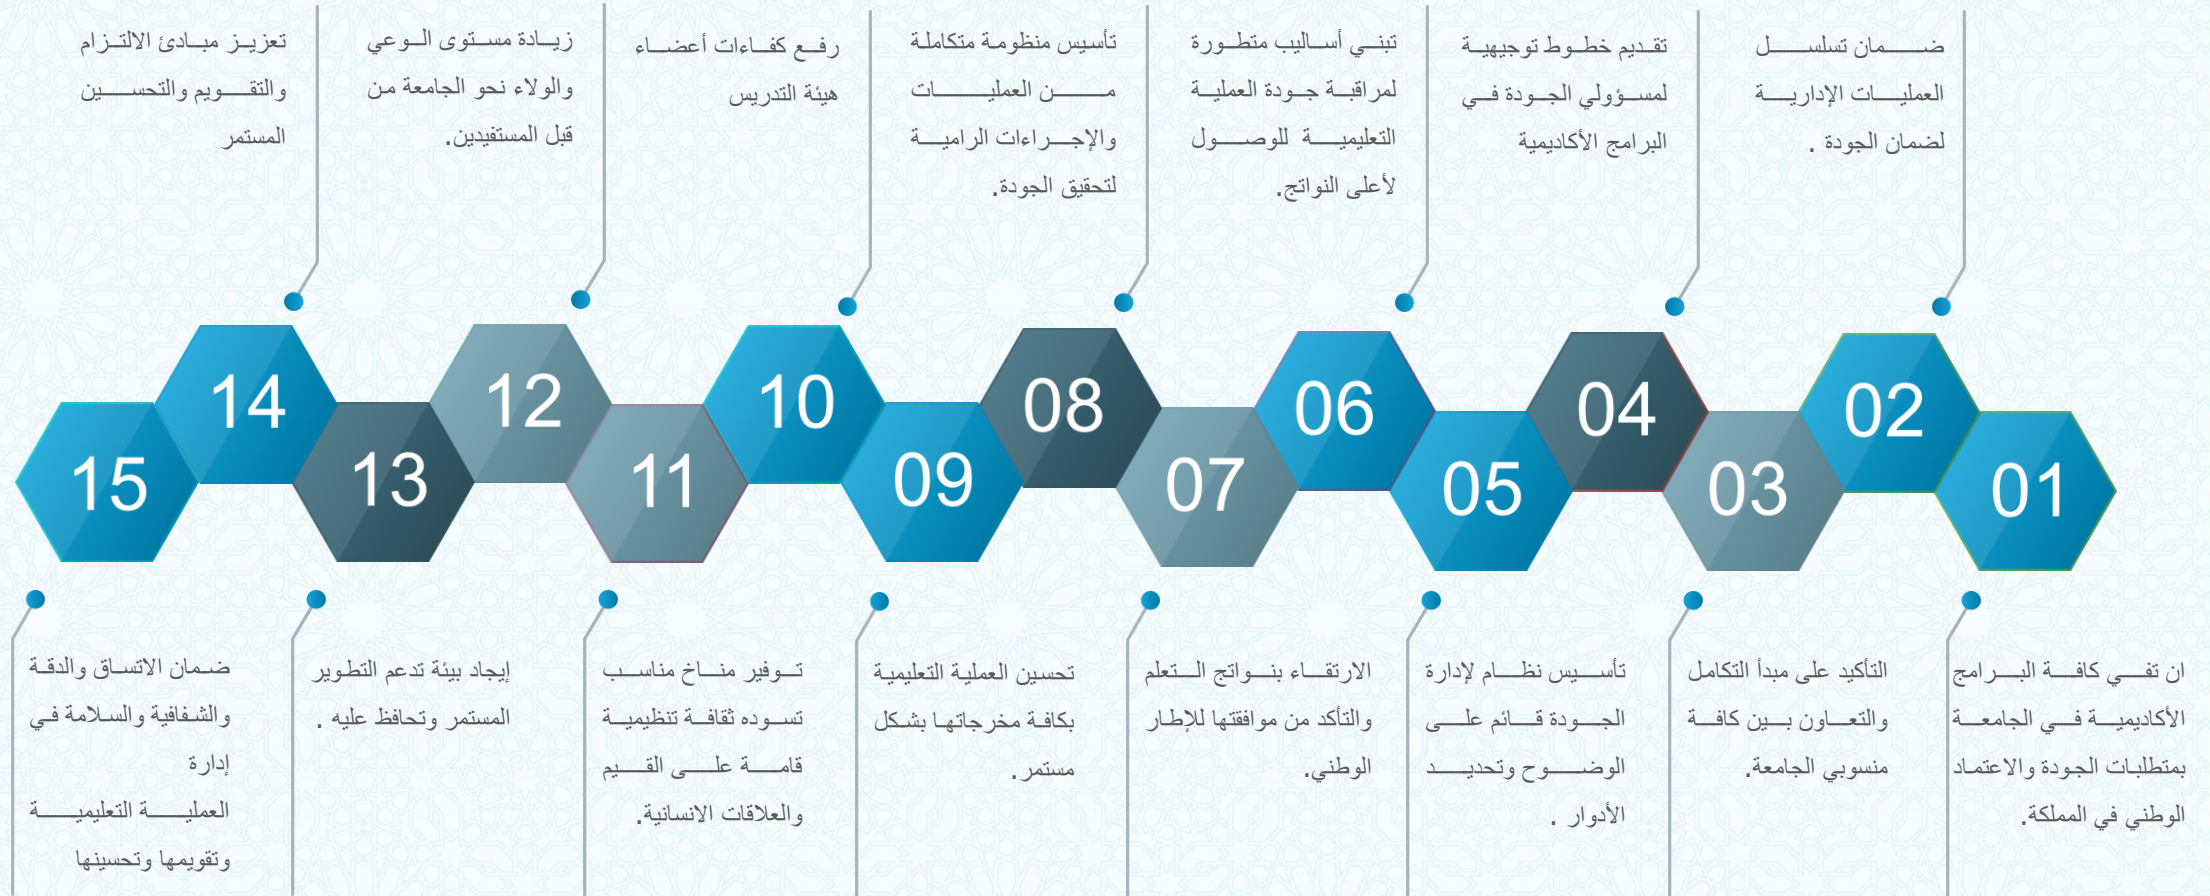 01
ان تفي كافة البرامج
الأكاديمية في الجامعة
بمتطلبات الجودة والاعتماد
الوطني في المملكة.
02
ضمان تسلسل
العمليات الإدارية
لضمان الجودة .
03
التأكيد على مبدأ التكامل
والتعاون بين كافة
منسوبي الجامعة.
04
تقديم خطوط توجيهية
لمسؤولي الجودة في
البرامج الأكاديمية
05
تأسيس نظام لإدارة
الجودة قائم على
الوضوح وتحديد
الأدوار .
06
تبني أساليب متطورة
لمراقبة جودة العملية
التعليمية للوصول
لأعلى النواتج.
07
الارتقاء بنواتج التعلم
والتأكد من موافقتها للإطار
الوطني.
08
تأسيس منظومة متكاملة
من العمليات
والإجراءات الرامية
لتحقيق الجودة.
09
تحسين العملية التعليمية
بكافة مخرجاتها بشكل
مستمر.
10
رفع كفاءات أعضاء
هيئة التدريس
11
توفير مناخ مناسب
تسوده ثقافة تنظيمية
قامة على القيم
والعلاقات الانسانية.
12
زيادة مستوى الوعي
والولاء نحو الجامعة من
قبل المستفيدين.
13
إيجاد بيئة تدعم التطوير
المستمر وتحافظ عليه .
14
تعزيز مبادئ الالتزام
والتقويم والتحسين
المستمر
15
ضمان الاتساق والدقة
والشفافية والسلامة في
إدارة
العملية التعليمية
وتقويمها وتحسينها